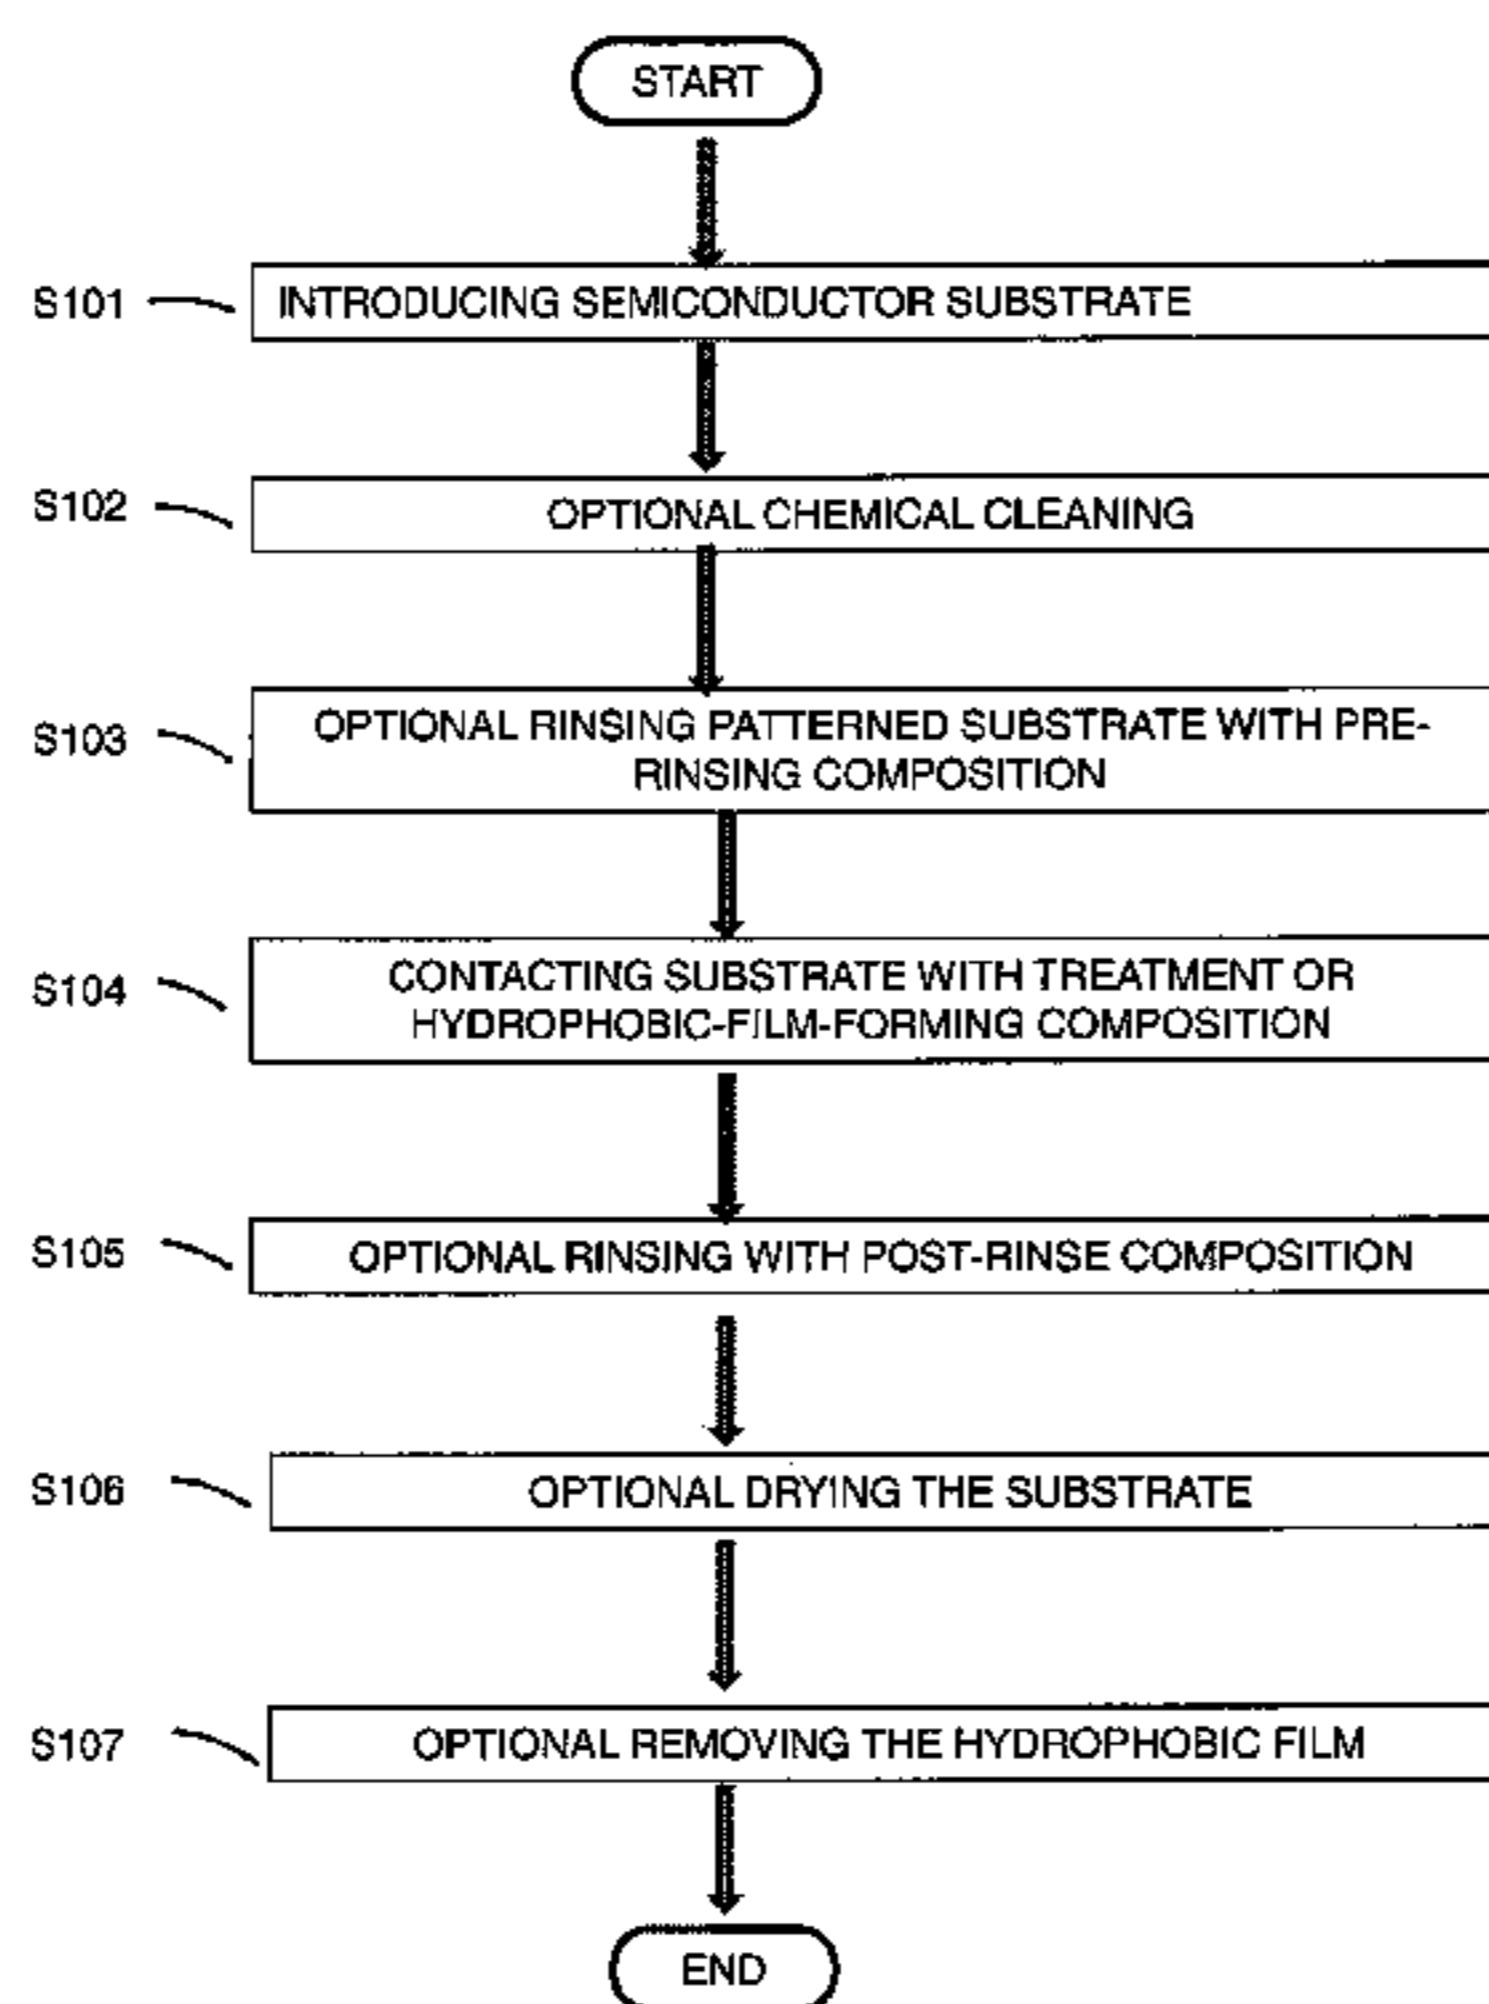 START
S101 INTRODUCING SEMICONDUCTOR SUBSTRATE
S102 OPTIONAL CHEMICAL CLEANING
S103 OPTIONAL RINSING PATTERNED SUBSTRATE WITH PRE-
RINSING COMPOSITION
S104 CONTACTING SUBSTRATE WITH TREATMENT OR
HYDROPHOBIC-FILM-FORMING COMPOSITION
S105 OPTIONAL RINSING WITH POST-RINSE COMPOSITION
S106 OPTIONAL DRYING THE SUBSTRATE
S107 OPTIONAL REMOVING THE HYDROPHOBIC FILM
END